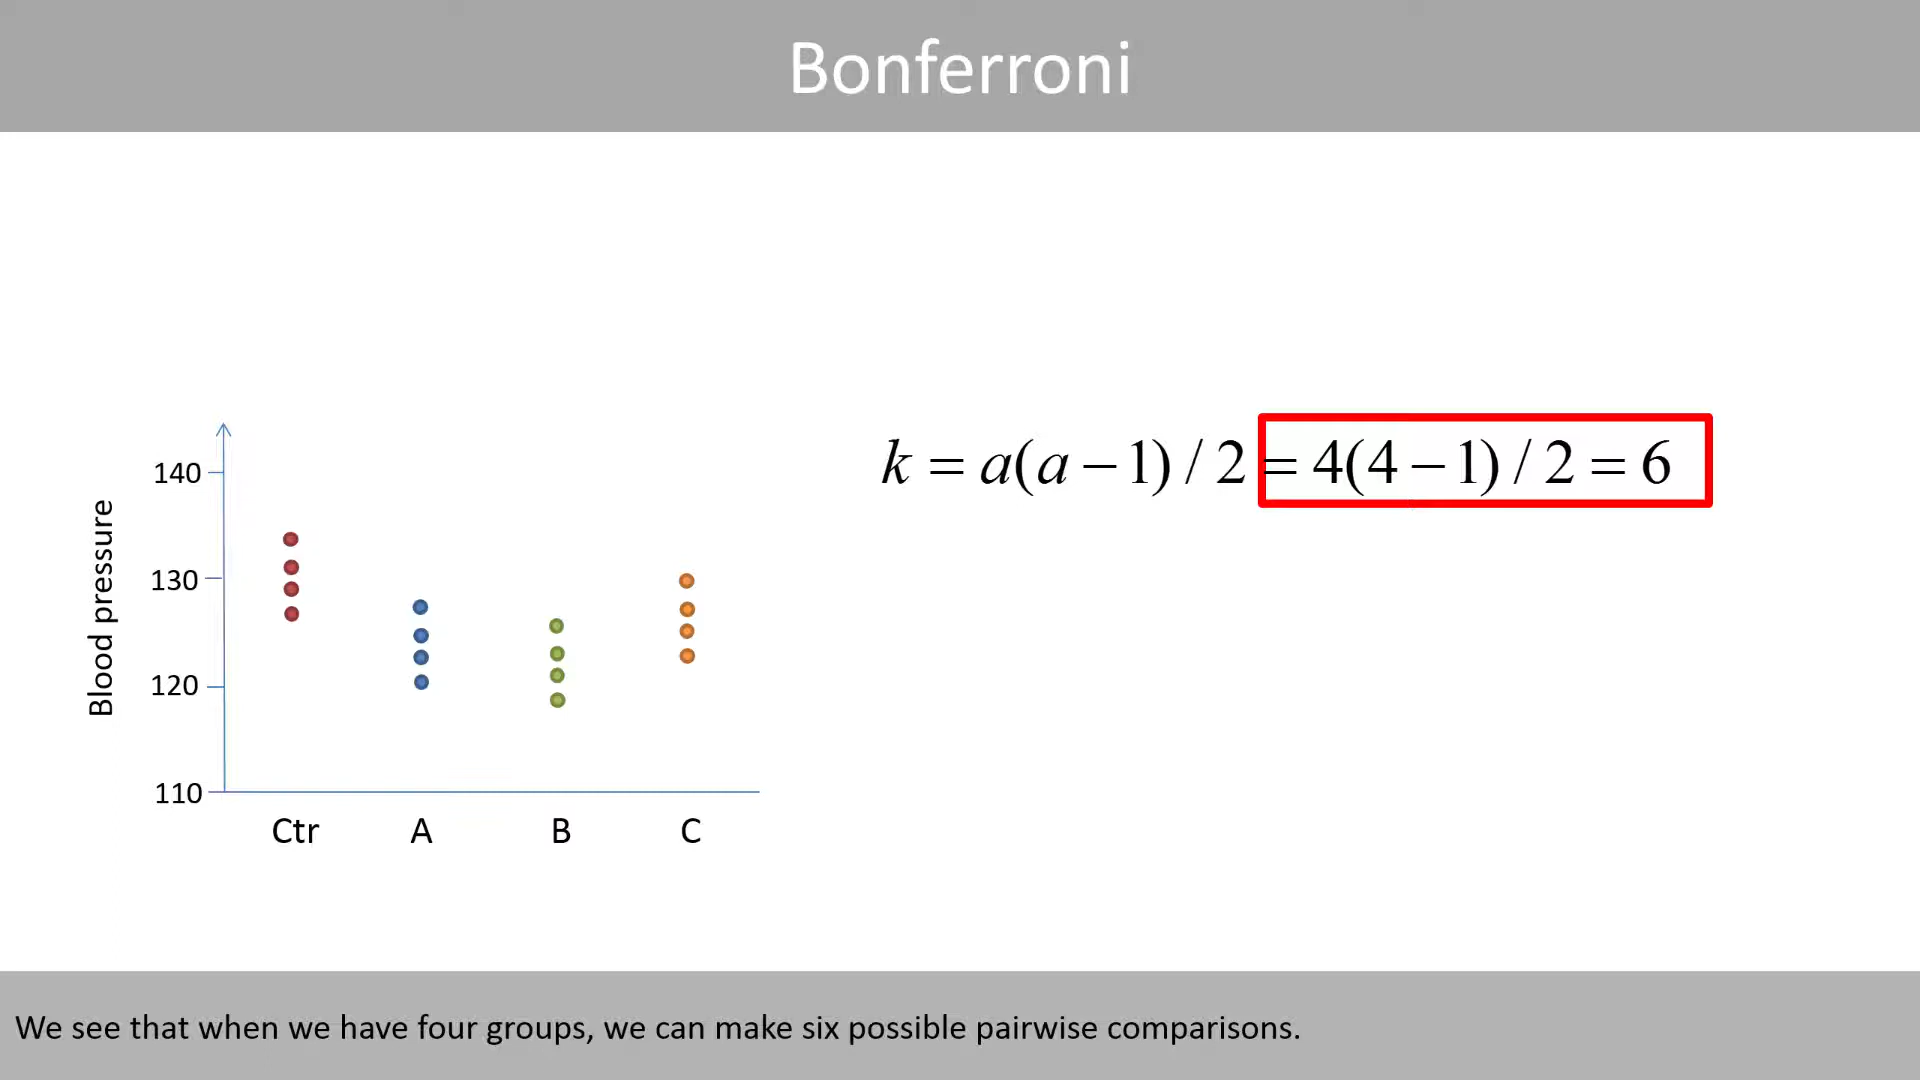 Bonferroni
k = a(a − 1) / 2 = 4(4 − 1) / 2 = 6
140
130
120
110
Blood pressure
Ctr A B C
We see that when we have four groups, we can make six possible pairwise comparisons.